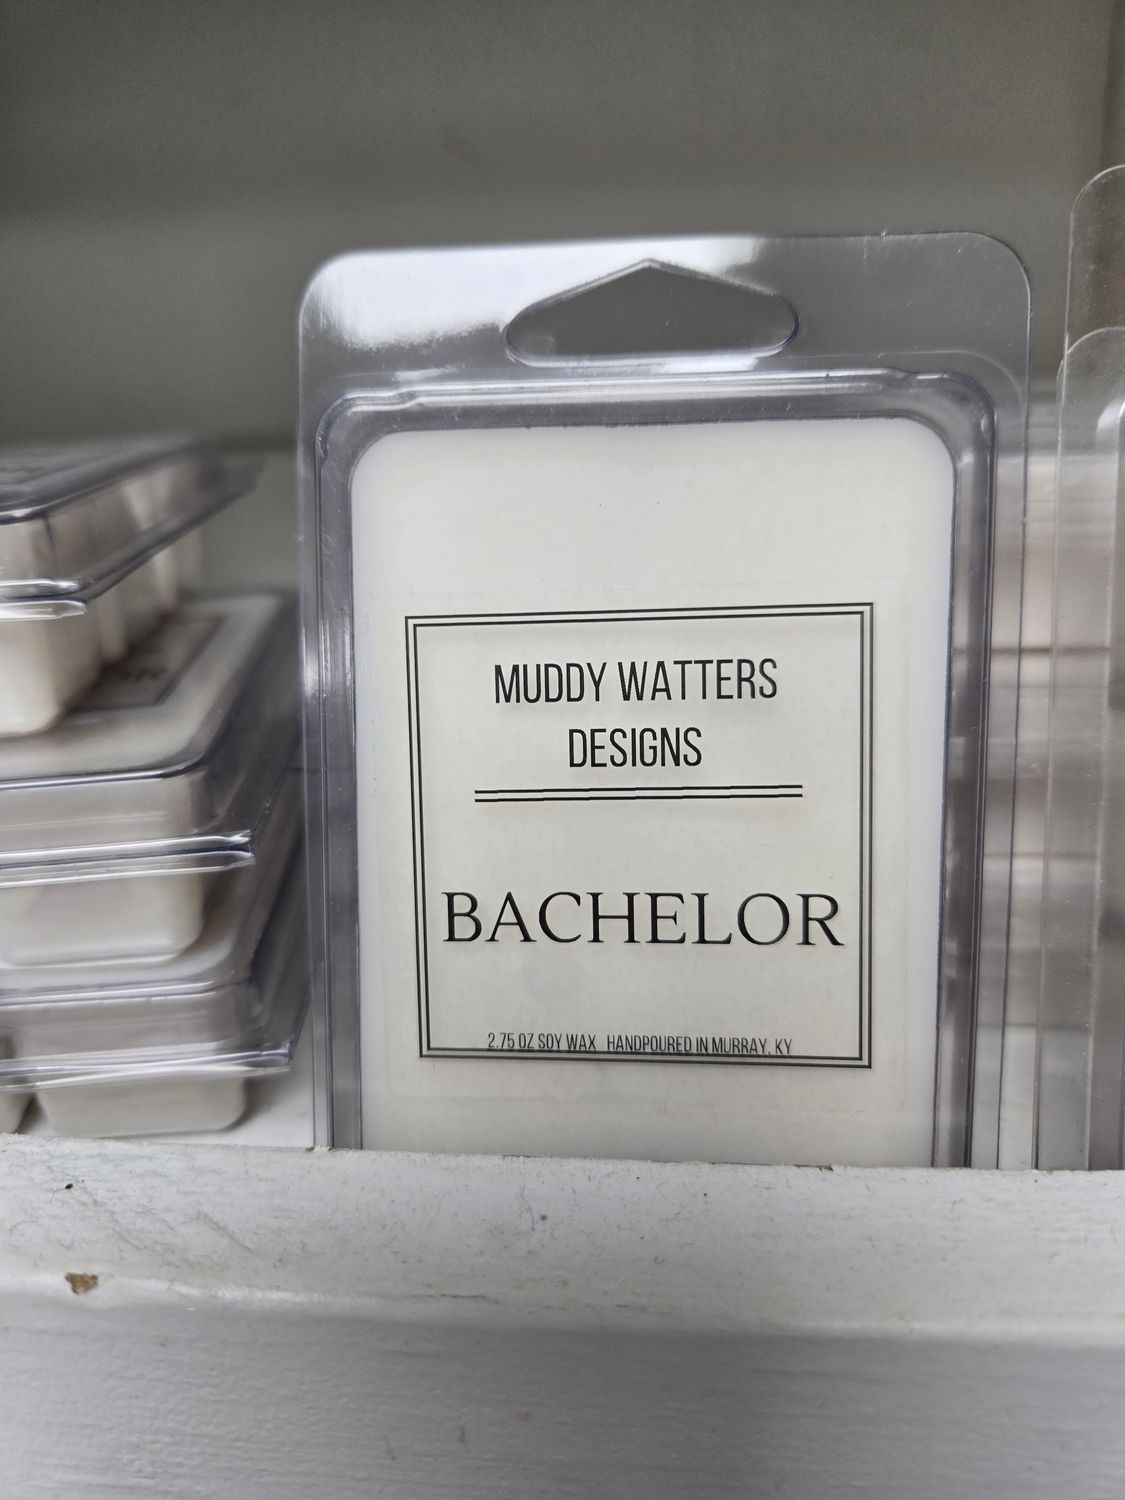 MUDDY WATTERS
DESIGNS
BACHELOR
2.75 OZ SOY WAX HANDPOURED IN MURRAY, KY